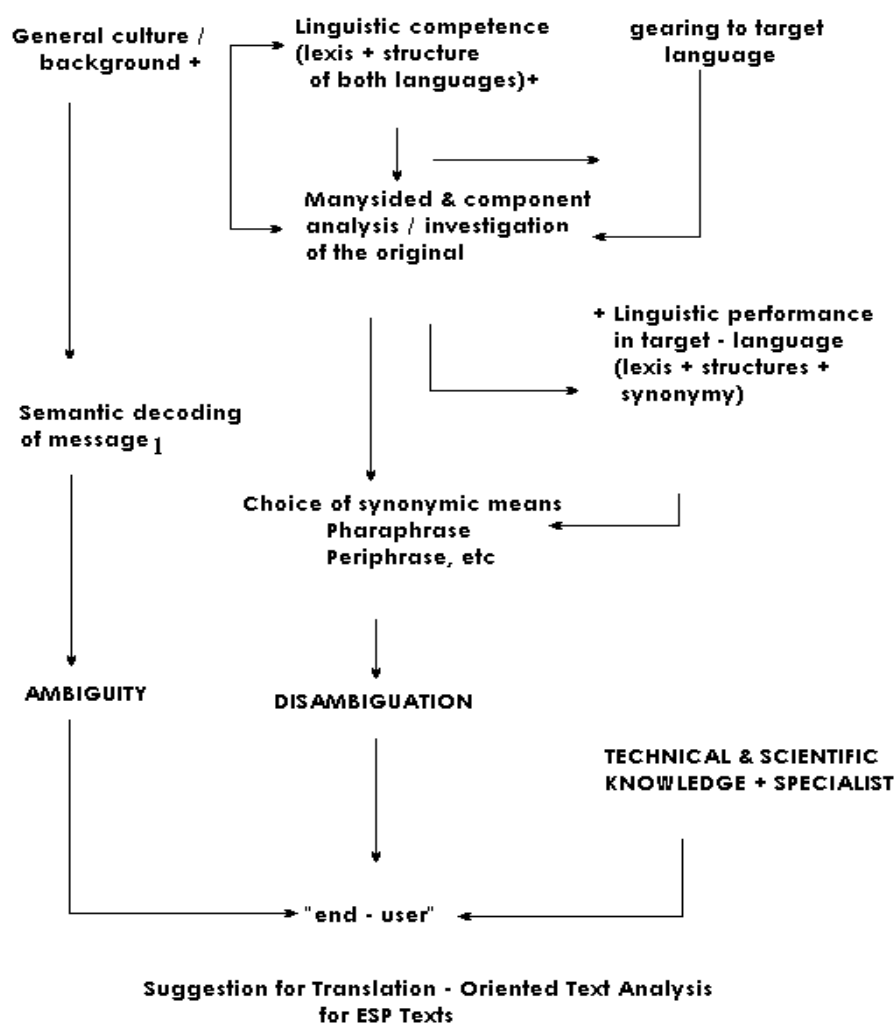 General culture /
background +
Linguistic competence
(lexis + structure
of both languages)+
gearing to target
language
Manysided & component
analysis / investigation
of the original
+ Linguistic performance
in target - language
(lexis + structures +
synonymy)
Semantic decoding
of message1
Choice of synonymic means
Pharaphrase
Periphrase, etc
AMBIGUITY
DISAMBIGUATION
TECHNICAL & SCIENTIFIC
KNOWLEDGE + SPECIALIST
"end - user"
Suggestion for Translation - Oriented Text Analysis
for ESP Texts